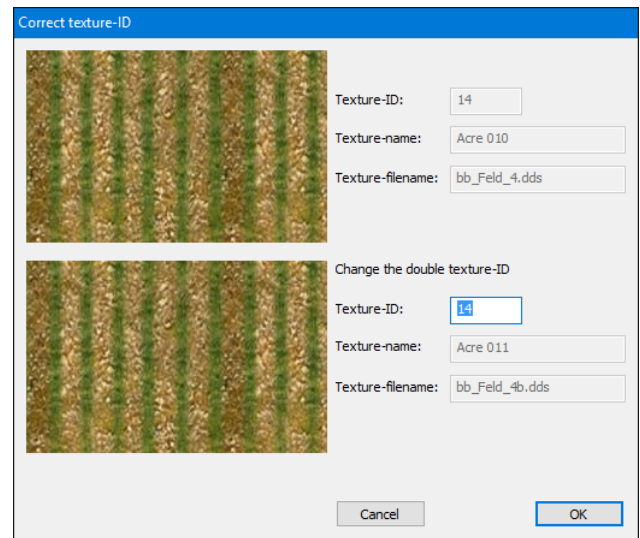 Correct texture-ID
Texture-ID: 14
Texture-name: Acre 010
Texture-filename: bb_Feld_4.dds
Change the double texture-ID
Texture-ID: 14
Texture-name: Acre 011
Texture-filename: bb_Feld_4b.dds
Cancel OK